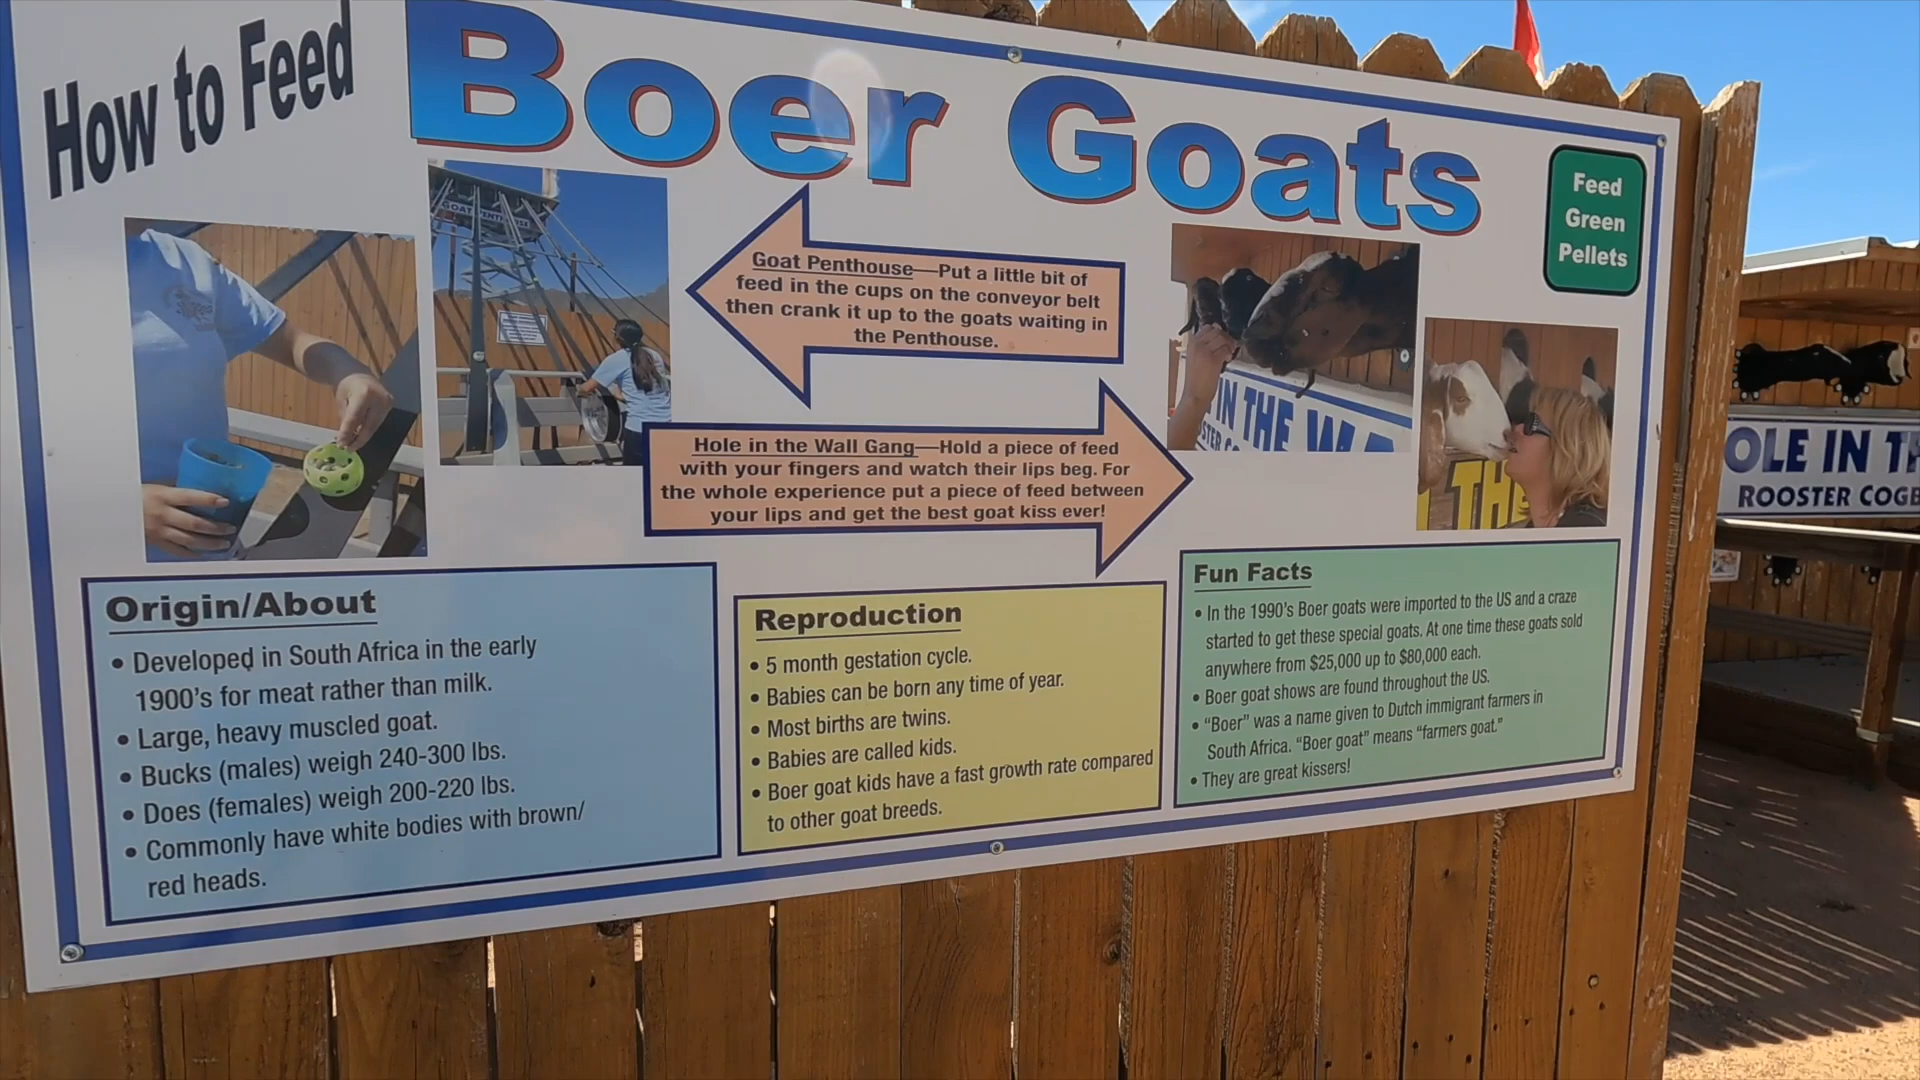 How to Feed
Boer Goats
Feed
Green
Pellets
GOAT PENTHOUSE
Goat Penthouse—Put a little bit of
feed in the cups on the conveyor belt
then crank it up to the goats waiting in
the Penthouse.
IN THE WA
STER CO
Hole in the Wall Gang—Hold a piece of feed
with your fingers and watch their lips beg. For
the whole experience put a piece of feed between
your lips and get the best goat kiss ever!
THE
Origin/About
• Developed in South Africa in the early
1900's for meat rather than milk.
• Large, heavy muscled goat.
• Bucks (males) weigh 240-300 lbs.
• Does (females) weigh 200-220 lbs.
• Commonly have white bodies with brown/
red heads.
Reproduction
• 5 month gestation cycle.
• Babies can be born any time of year.
• Most births are twins.
• Babies are called kids.
• Boer goat kids have a fast growth rate compared
to other goat breeds.
Fun Facts
• In the 1990's Boer goats were imported to the US and a craze
started to get these special goats. At one time these goats sold
anywhere from $25,000 up to $80,000 each.
• Boer goat shows are found throughout the US.
• "Boer" was a name given to Dutch immigrant farmers in
South Africa. "Boer goat" means "farmers goat."
• They are great kissers!
OLE IN TH
ROOSTER COGB